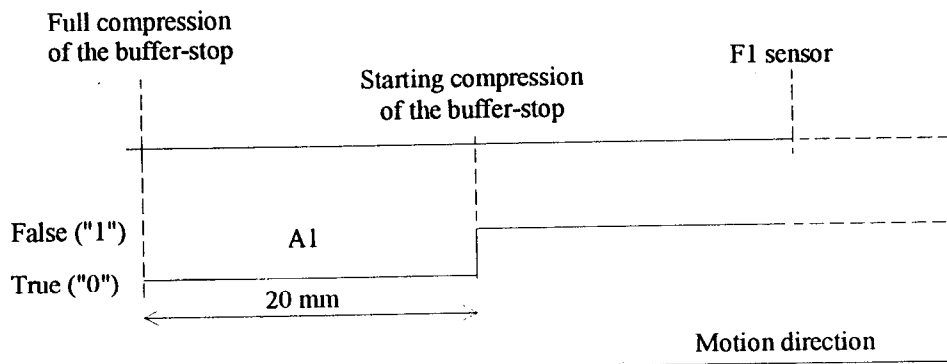 Full compression
of the buffer-stop
F1 sensor
Starting compression
of the buffer-stop
False ("1")
A1
True ("0")
20 mm
Motion direction